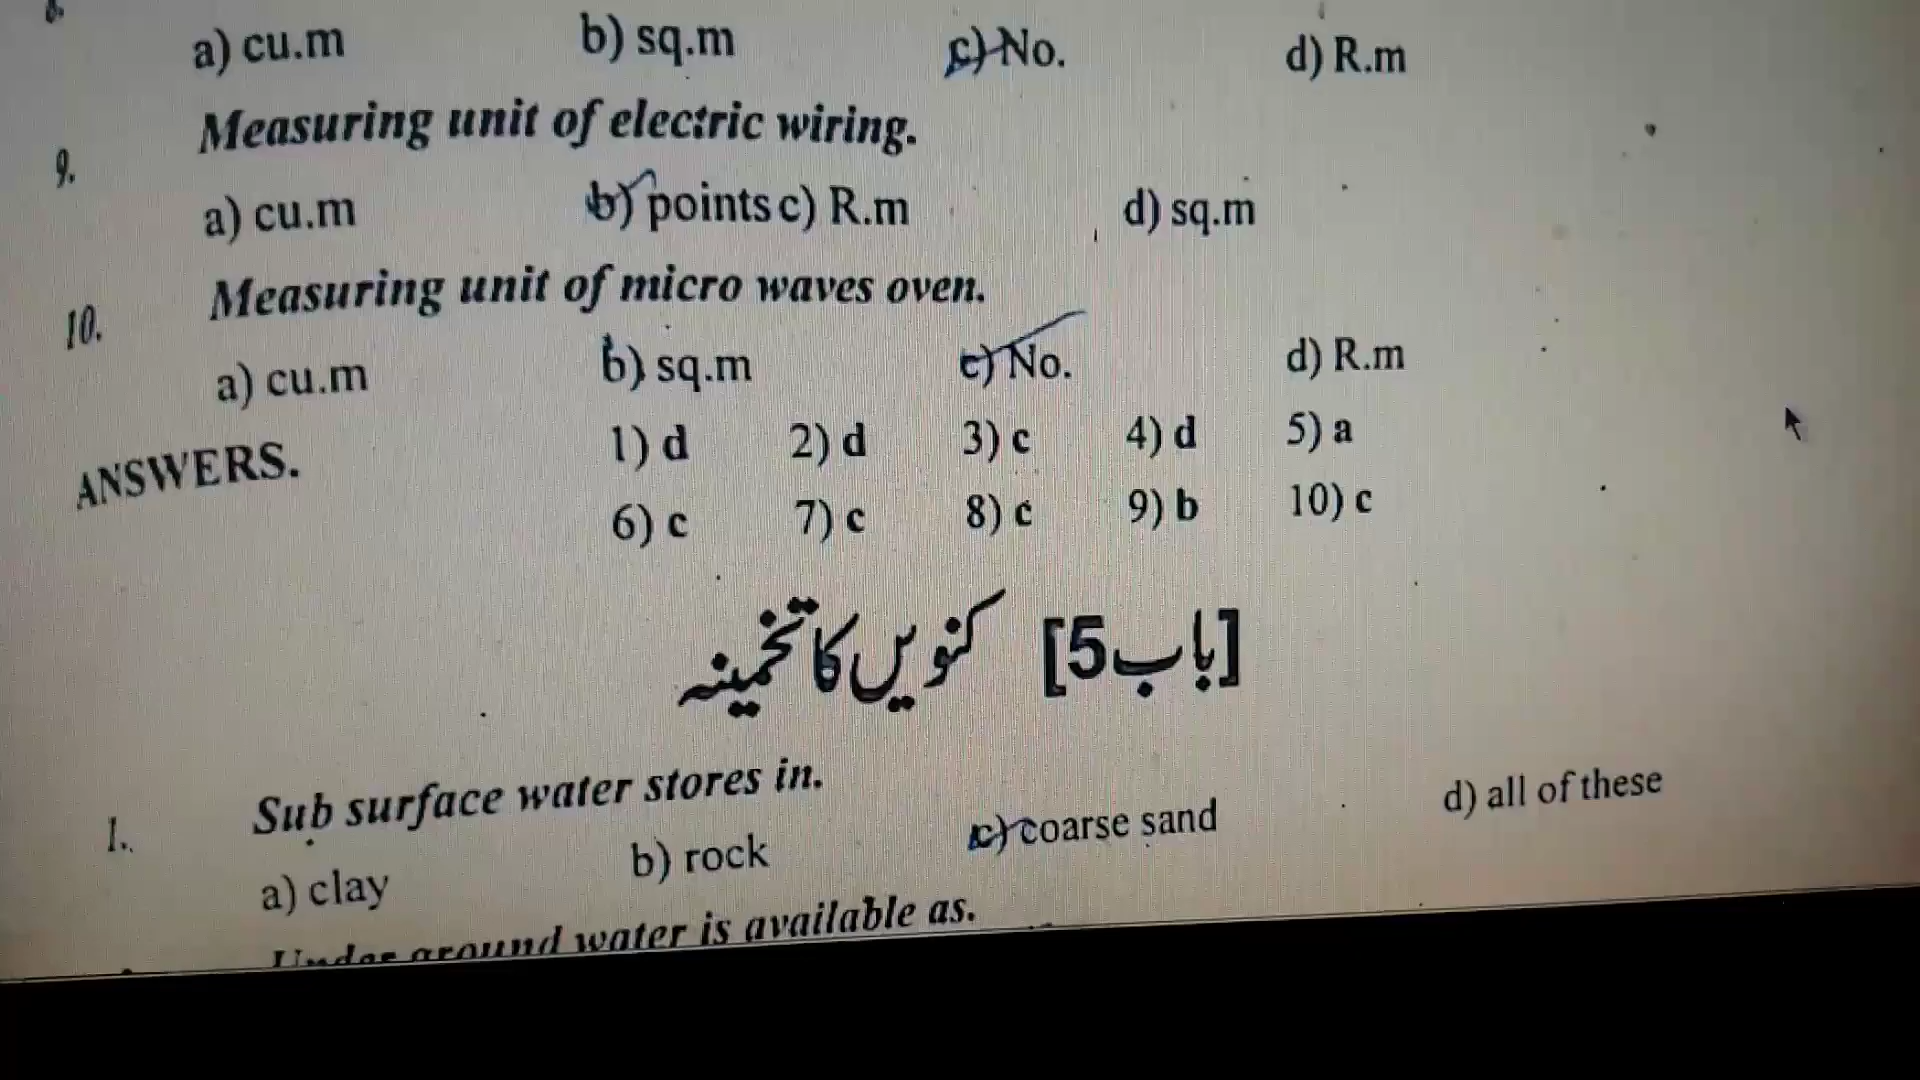 a) cu.m b) sq.m c) No. d) R.m
9. Measuring unit of electric wiring.
a) cu.m b) points c) R.m d) sq.m
10. Measuring unit of micro waves oven.
a) cu.m b) sq.m c) No. d) R.m
ANSWERS. 1) d 2) d 3) c 4) d 5) a
6) c 7) c 8) c 9) b 10) c
[باب 5] کنویں کا تخمینہ
1. Sub surface water stores in.
a) clay b) rock c) coarse sand d) all of these
Under ground water is available as.